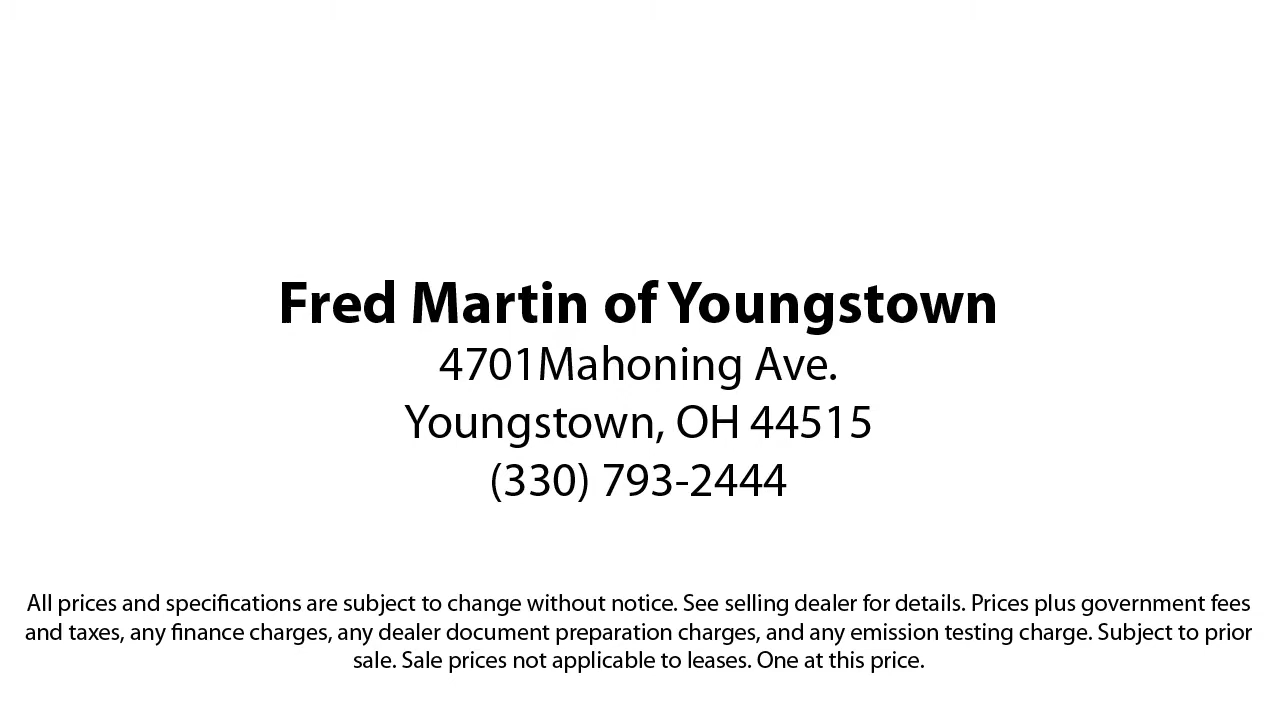 Fred Martin of Youngstown
4701Mahoning Ave.
Youngstown, OH 44515
(330) 793-2444
All prices and specifications are subject to change without notice. See selling dealer for details. Prices plus government fees
and taxes, any finance charges, any dealer document preparation charges, and any emission testing charge. Subject to prior
sale. Sale prices not applicable to leases. One at this price.